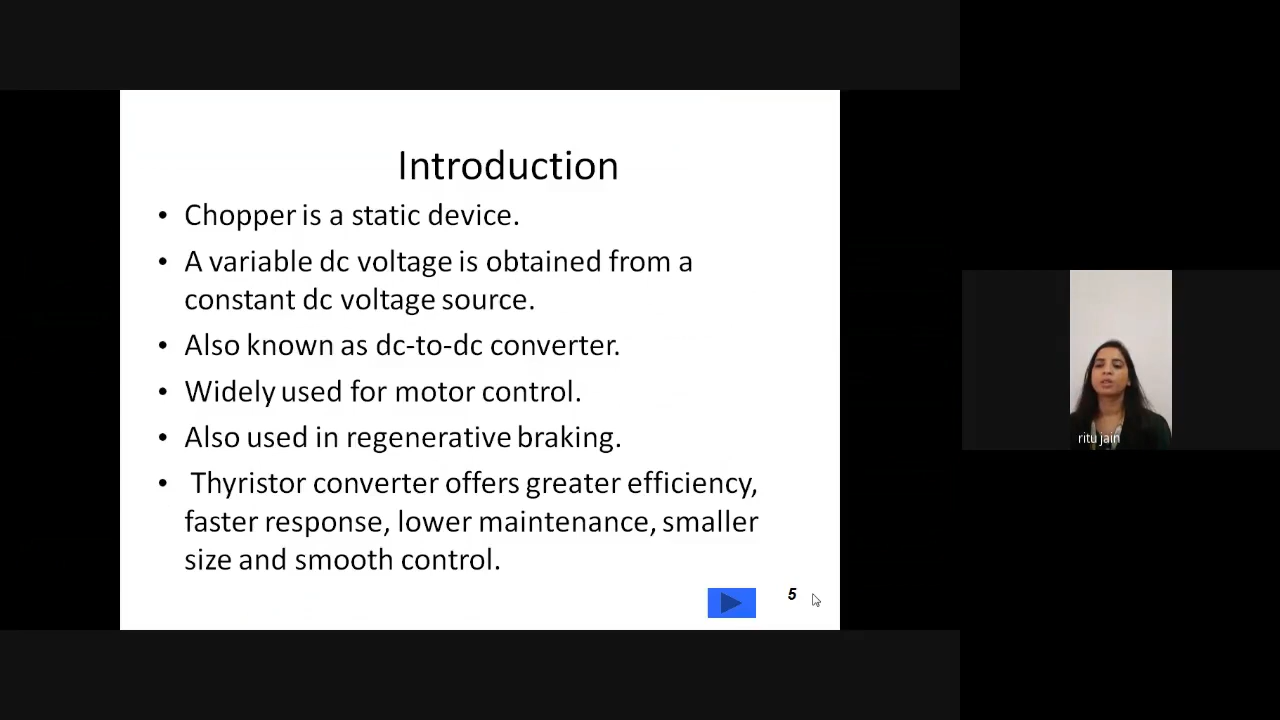 Introduction
• Chopper is a static device.
• A variable dc voltage is obtained from a
constant dc voltage source.
• Also known as dc-to-dc converter.
• Widely used for motor control.
• Also used in regenerative braking.
• Thyristor converter offers greater efficiency,
faster response, lower maintenance, smaller
size and smooth control.
5
ritu jain